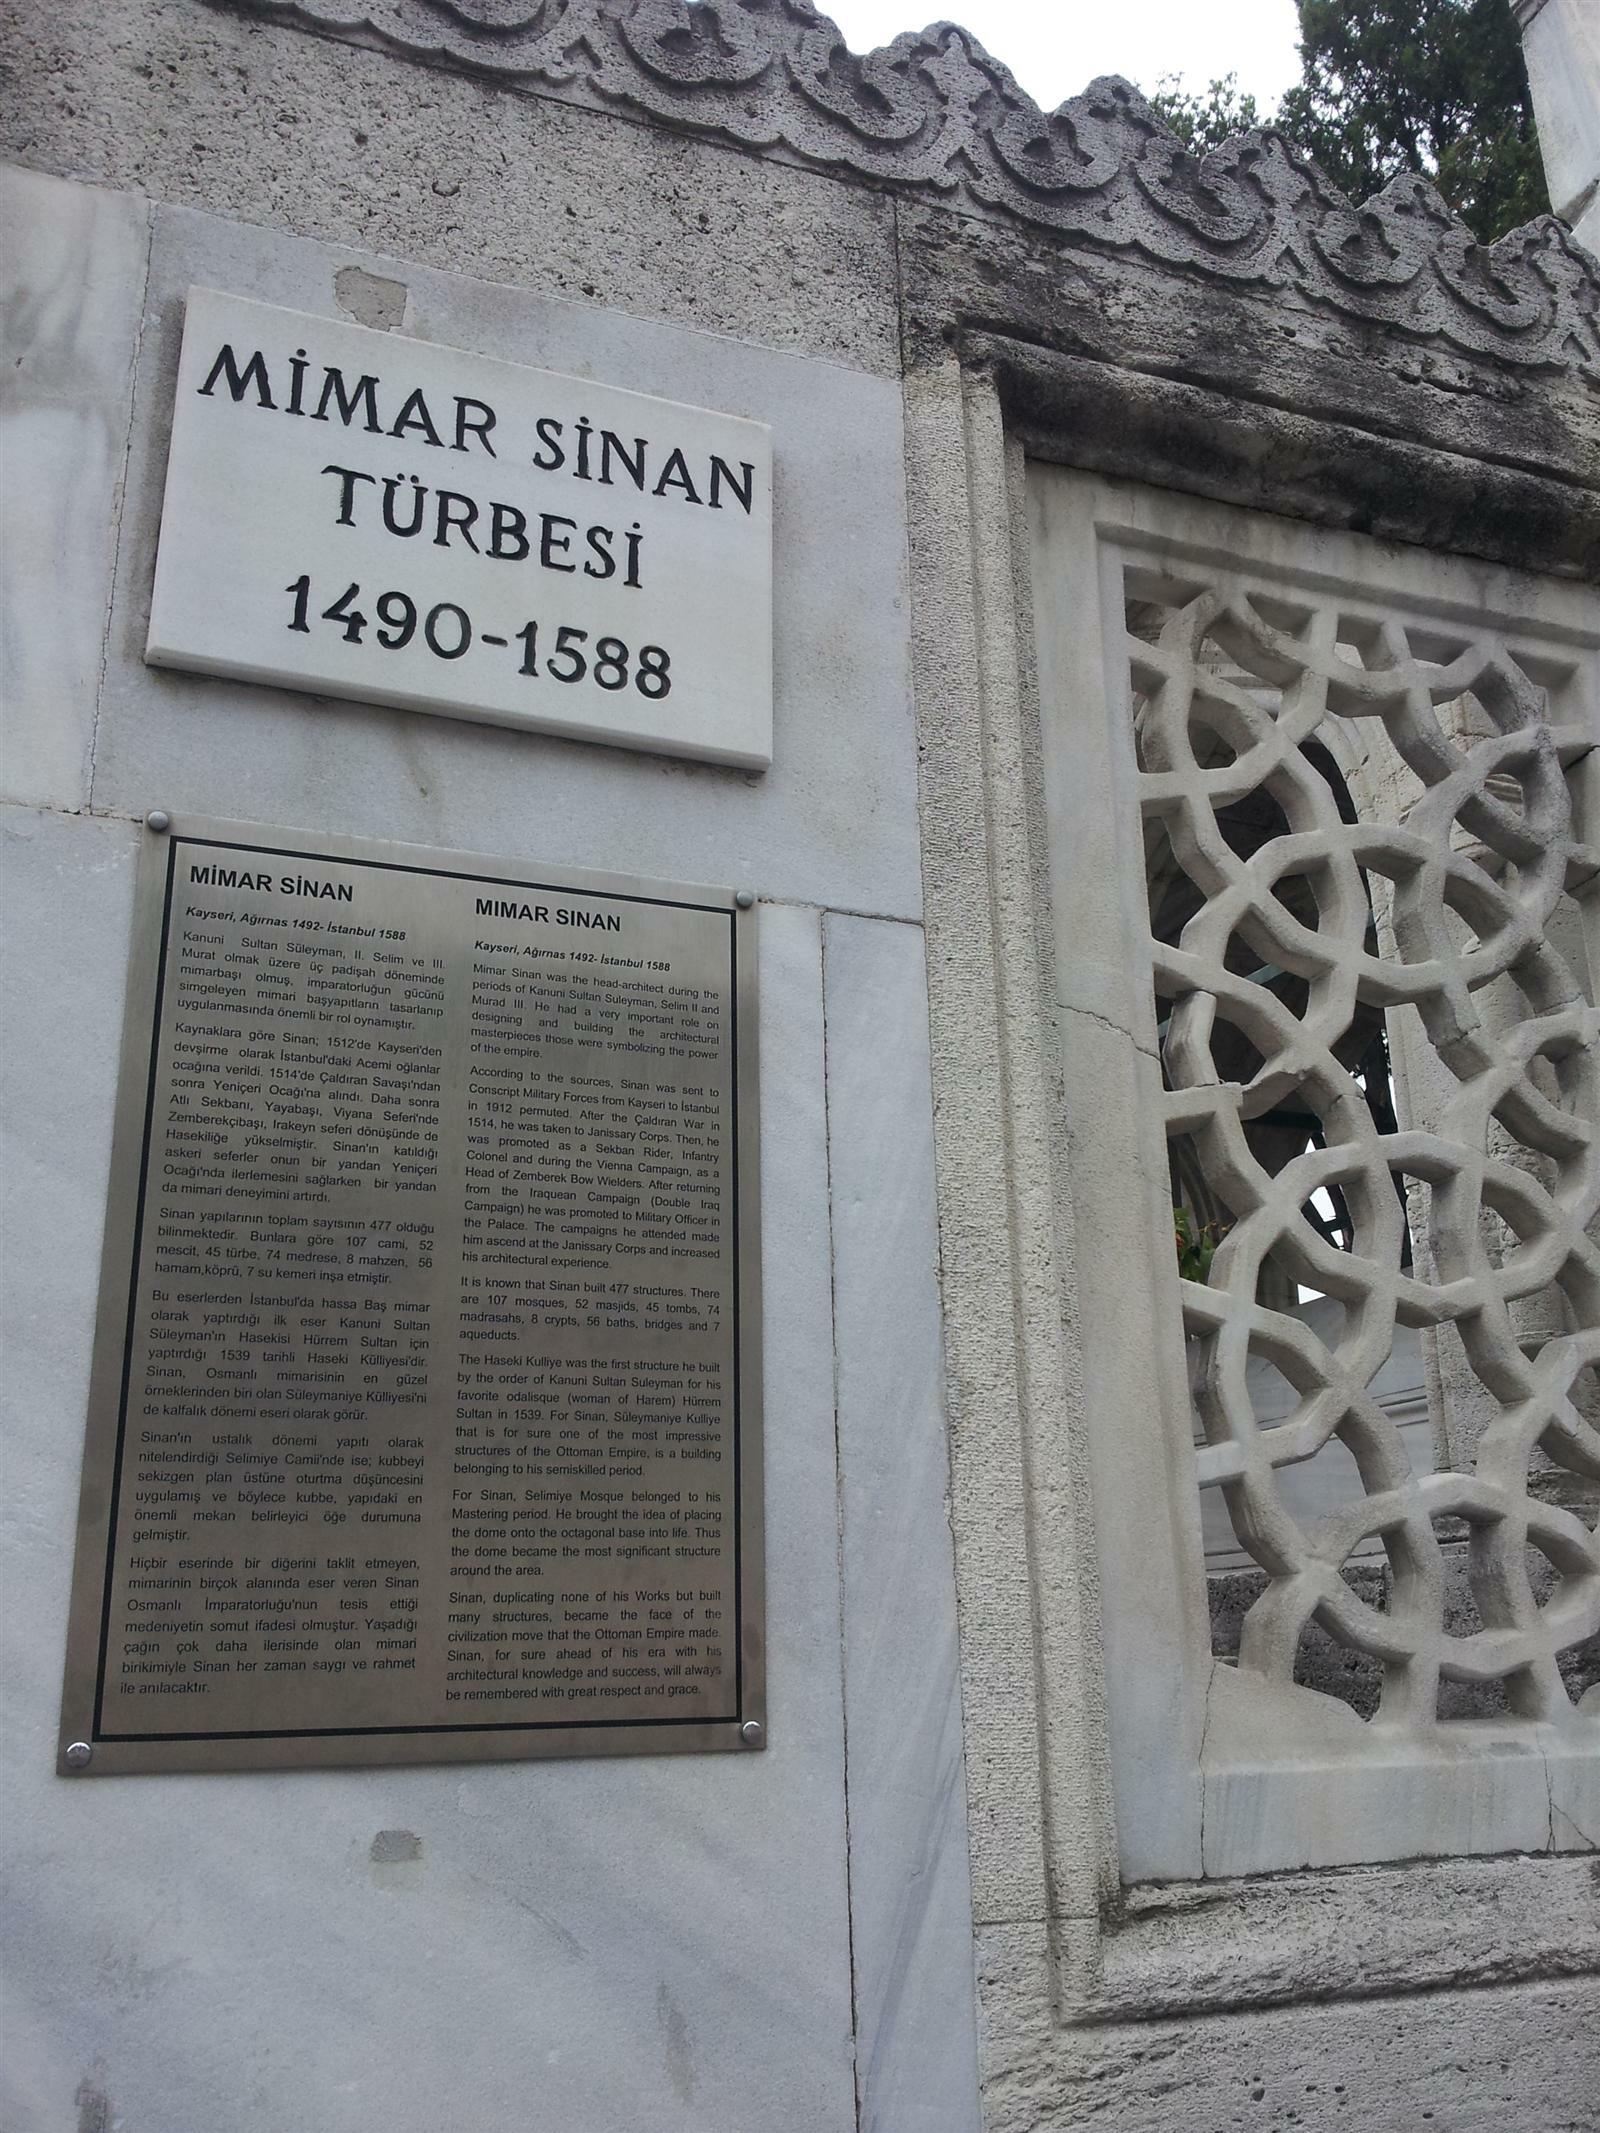 MİMAR SİNAN
TÜRBESİ
1490-1588
MİMAR SİNAN
Kayseri, Ağırnas 1492- İstanbul 1588
Kanuni Sultan Süleyman, II. Selim ve III.
Murat olmak üzere üç padişah döneminde
mimarbaşı olmuş, imparatorluğun gücünü
simgeleyen mimari başyapıtların tasarlanıp
uygulanmasında önemli bir rol oynamıştır.
Kaynaklara göre Sinan; 1512'de Kayseri'den
devşirme olarak İstanbul'daki Acemi oğlanlar
ocağına verildi. 1514'de Çaldıran Savaşı'ndan
sonra Yeniçeri Ocağı'na alındı. Daha sonra
Atlı Sekbanı, Yayabaşı, Viyana Seferi'nde
Zemberekçibaşı, Irakeyn seferi dönüşünde de
Hasekiliğe yükselmiştir. Sinan'ın katıldığı
askeri seferler onun bir yandan Yeniçeri
Ocağı'nda ilerlemesini sağlarken bir yandan
da mimari deneyimini artırdı.
Sinan yapılarının toplam sayısının 477 olduğu
bilinmektedir. Bunlara göre 107 cami, 52
mescit, 45 türbe, 74 medrese, 8 mahzen, 56
hamam,köprü, 7 su kemeri inşa etmiştir.
Bu eserlerden İstanbul'da hassa Baş mimar
olarak yaptırdığı ilk eser Kanuni Sultan
Süleyman'ın Hasekisi Hürrem Sultan için
yaptırdığı 1539 tarihli Haseki Külliyesi'dir.
Sinan, Osmanlı mimarisinin en güzel
örneklerinden biri olan Süleymaniye Külliyesi'ni
de kalfalık dönemi eseri olarak görür.
Sinan'ın ustalık dönemi yapıtı olarak
nitelendirdiği Selimiye Camii'nde ise; kubbeyi
sekizgen plan üstüne oturtma düşüncesini
uygulamış ve böylece kubbe, yapıdaki en
önemli mekan belirleyici öğe durumuna
gelmiştir.
Hiçbir eserinde bir diğerini taklit etmeyen,
mimarinin birçok alanında eser veren Sinan
Osmanlı İmparatorluğu'nun tesis ettiği
medeniyetin somut ifadesi olmuştur. Yaşadığı
çağın çok daha ilerisinde olan mimari
birikimiyle Sinan her zaman saygı ve rahmet
ile anılacaktır.
MIMAR SINAN
Kayseri, Ağırnas 1492- İstanbul 1588
Mimar Sinan was the head-architect during the
periods of Kanuni Sultan Suleyman, Selim II and
Murad III. He had a very important role on
designing and building the architectural
masterpieces those were symbolizing the power
of the empire.
According to the sources, Sinan was sent to
Conscript Military Forces from Kayseri to İstanbul
in 1912 permuted. After the Çaldıran War in
1514, he was taken to Janissary Corps. Then, he
was promoted as a Sekban Rider, Infantry
Colonel and during the Vienna Campaign, as a
Head of Zemberek Bow Wielders. After returning
from the Iraquean Campaign (Double Iraq
Campaign) he was promoted to Military Officer in
the Palace. The campaigns he attended made
him ascend at the Janissary Corps and increased
his architectural experience.
It is known that Sinan built 477 structures. There
are 107 mosques, 52 masjids, 45 tombs, 74
madrasahs, 8 crypts, 56 baths, bridges and 7
aqueducts.
The Haseki Kulliye was the first structure he built
by the order of Kanuni Sultan Suleyman for his
favorite odalisque (woman of Harem) Hürrem
Sultan in 1539. For Sinan, Süleymaniye Kulliye
that is for sure one of the most impressive
structures of the Ottoman Empire, is a building
belonging to his semiskilled period.
For Sinan, Selimiye Mosque belonged to his
Mastering period. He brought the idea of placing
the dome onto the octagonal base into life. Thus
the dome became the most significant structure
around the area.
Sinan, duplicating none of his Works but built
many structures, became the face of the
civilization move that the Ottoman Empire made.
Sinan, for sure ahead of his era with his
architectural knowledge and success, will always
be remembered with great respect and grace.